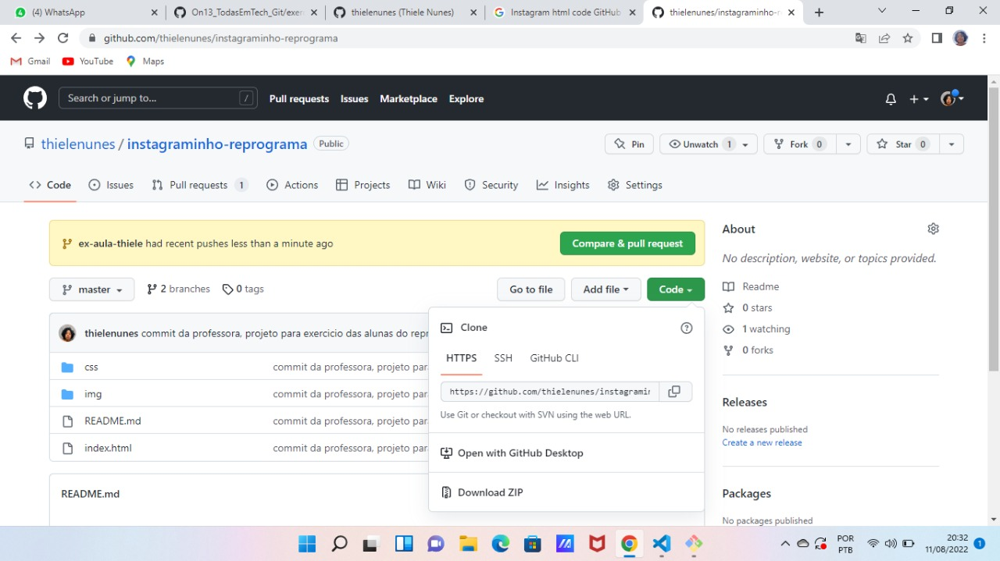 (4) WhatsApp
On13_TodasEmTech_Git/exer
thielenunes (Thiele Nunes)
Instagram html code GitHub
thielenunes/instagraminho-r
github.com/thielenunes/instagraminho-reprograma
Gmail YouTube Maps
Search or jump to... / Pull requests Issues Marketplace Explore
thielenunes / instagraminho-reprograma Public
Pin Unwatch 1 Fork 0 Star 0
Code Issues Pull requests 1 Actions Projects Wiki Security Insights Settings
ex-aula-thiele had recent pushes less than a minute ago Compare & pull request
master 2 branches 0 tags Go to file Add file Code
thielenunes commit da professora, projeto para exercicio das alunas do repr
css commit da professora, projeto para
img commit da professora, projeto para
README.md commit da professora, projeto para
index.html commit da professora, projeto para
README.md
Clone
HTTPS SSH GitHub CLI
https://github.com/thielenunes/instagramin
Use Git or checkout with SVN using the web URL.
Open with GitHub Desktop
Download ZIP
About
No description, website, or topics provided.
Readme
0 stars
1 watching
0 forks
Releases
No releases published
Create a new release
Packages
No packages published
POR
PTB
20:32
11/08/2022
1